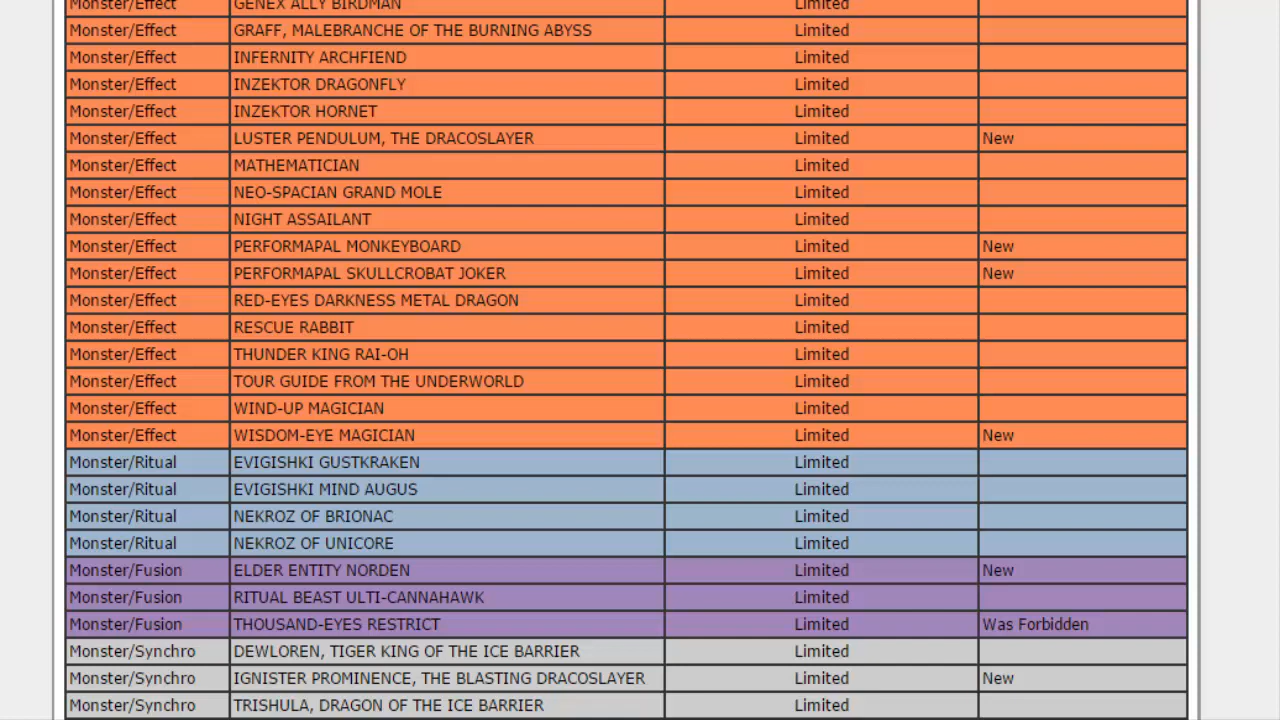 Monster/Effect GENEX ALLY BIRDMAN Limited
Monster/Effect GRAFF, MALEBRANCHE OF THE BURNING ABYSS Limited
Monster/Effect INFERNITY ARCHFIEND Limited
Monster/Effect INZEKTOR DRAGONFLY Limited
Monster/Effect INZEKTOR HORNET Limited
Monster/Effect LUSTER PENDULUM, THE DRACOSLAYER Limited New
Monster/Effect MATHEMATICIAN Limited
Monster/Effect NEO-SPACIAN GRAND MOLE Limited
Monster/Effect NIGHT ASSAILANT Limited
Monster/Effect PERFORMAPAL MONKEYBOARD Limited New
Monster/Effect PERFORMAPAL SKULLCROBAT JOKER Limited New
Monster/Effect RED-EYES DARKNESS METAL DRAGON Limited
Monster/Effect RESCUE RABBIT Limited
Monster/Effect THUNDER KING RAI-OH Limited
Monster/Effect TOUR GUIDE FROM THE UNDERWORLD Limited
Monster/Effect WIND-UP MAGICIAN Limited
Monster/Effect WISDOM-EYE MAGICIAN Limited New
Monster/Ritual EVIGISHKI GUSTKRAKEN Limited
Monster/Ritual EVIGISHKI MIND AUGUS Limited
Monster/Ritual NEKROZ OF BRIONAC Limited
Monster/Ritual NEKROZ OF UNICORE Limited
Monster/Fusion ELDER ENTITY NORDEN Limited New
Monster/Fusion RITUAL BEAST ULTI-CANNAHAWK Limited
Monster/Fusion THOUSAND-EYES RESTRICT Limited Was Forbidden
Monster/Synchro DEWLOREN, TIGER KING OF THE ICE BARRIER Limited
Monster/Synchro IGNISTER PROMINENCE, THE BLASTING DRACOSLAYER Limited New
Monster/Synchro TRISHULA, DRAGON OF THE ICE BARRIER Limited